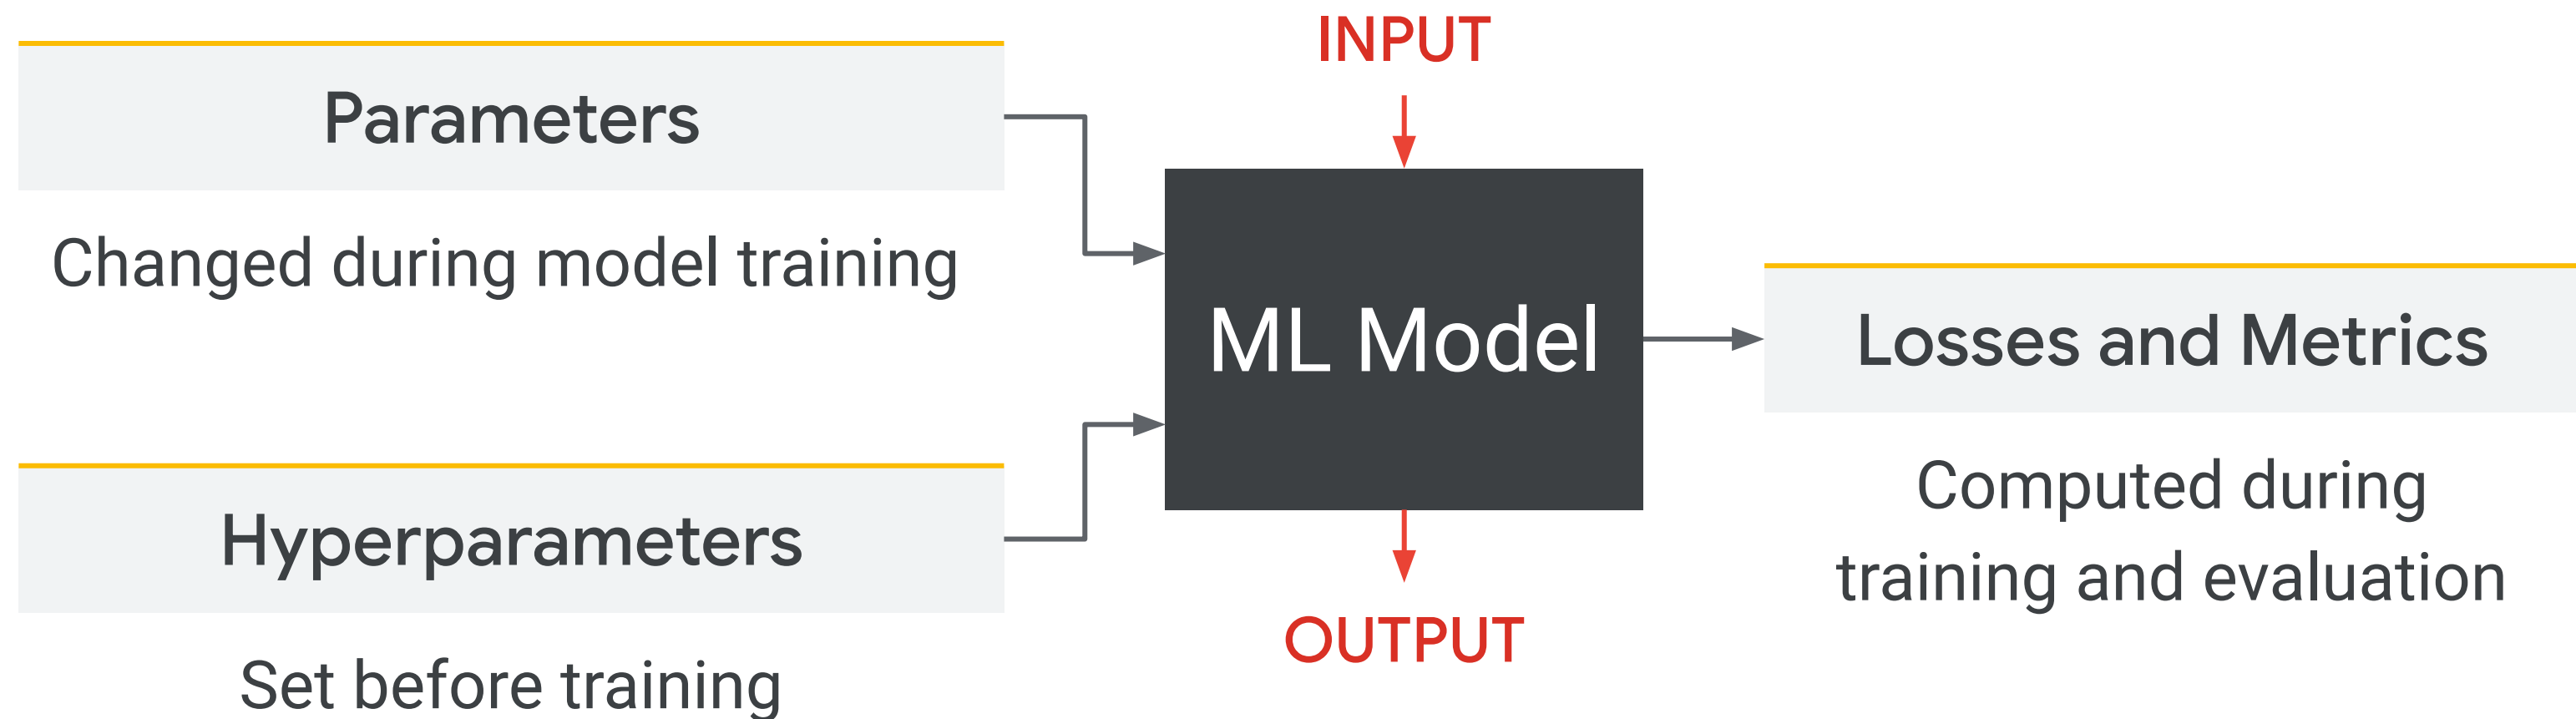 Parameters
Changed during model training
Hyperparameters
Set before training
INPUT
ML Model
OUTPUT
Losses and Metrics
Computed during
training and evaluation